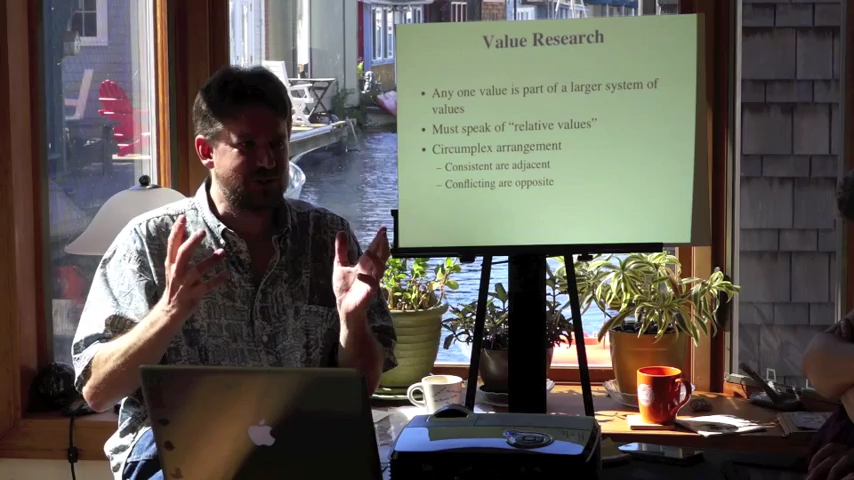 Value Research
• Any one value is part of a larger system of
values
• Must speak of “relative values”
• Circumplex arrangement
– Consistent are adjacent
– Conflicting are opposite